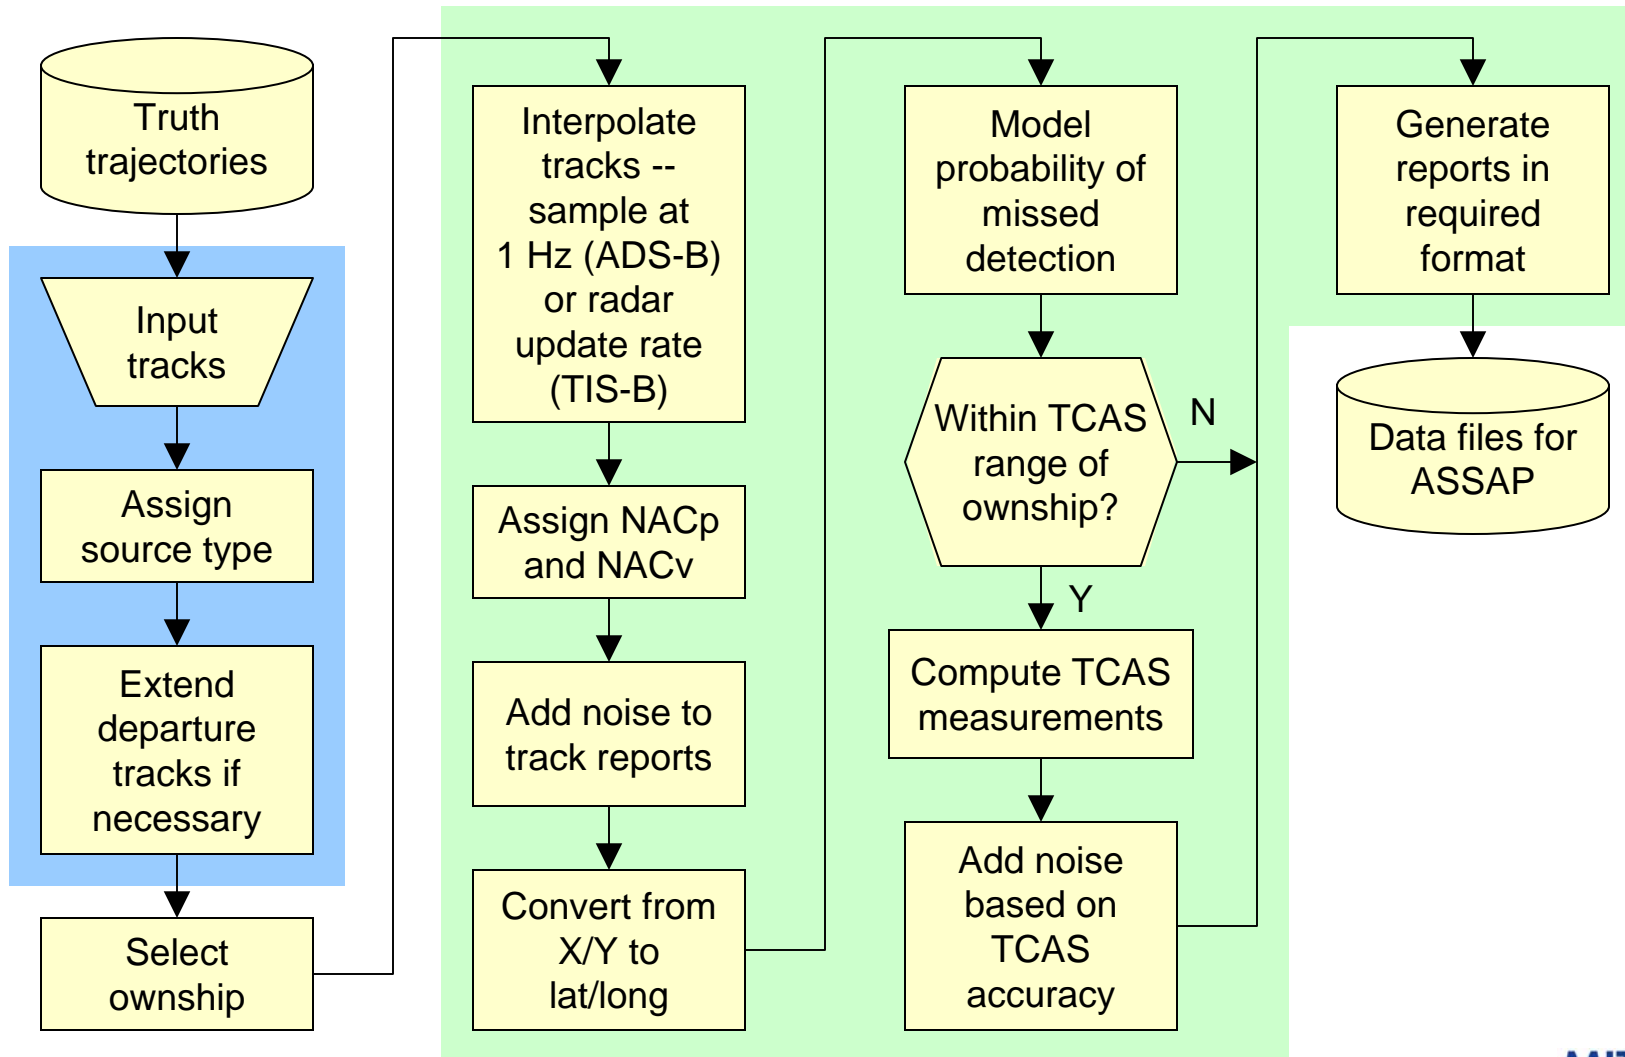 Truth
trajectories
Input
tracks
Assign
source type
Extend
departure
tracks if
necessary
Select
ownship
Interpolate
tracks --
sample at
1 Hz (ADS-B)
or radar
update rate
(TIS-B)
Assign NACp
and NACv
Add noise to
track reports
Convert from
X/Y to
lat/long
Model
probability of
missed
detection
Within TCAS
range of
ownship?
N
Y
Compute TCAS
measurements
Add noise
based on
TCAS
accuracy
Generate
reports in
required
format
Data files for
ASSAP